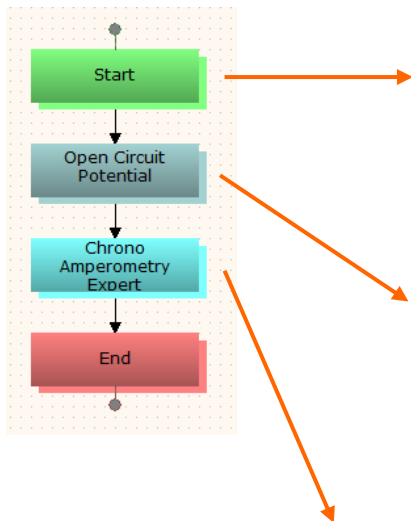 Start
Open Circuit
Potential
Chrono
Amperometry
Expert
End